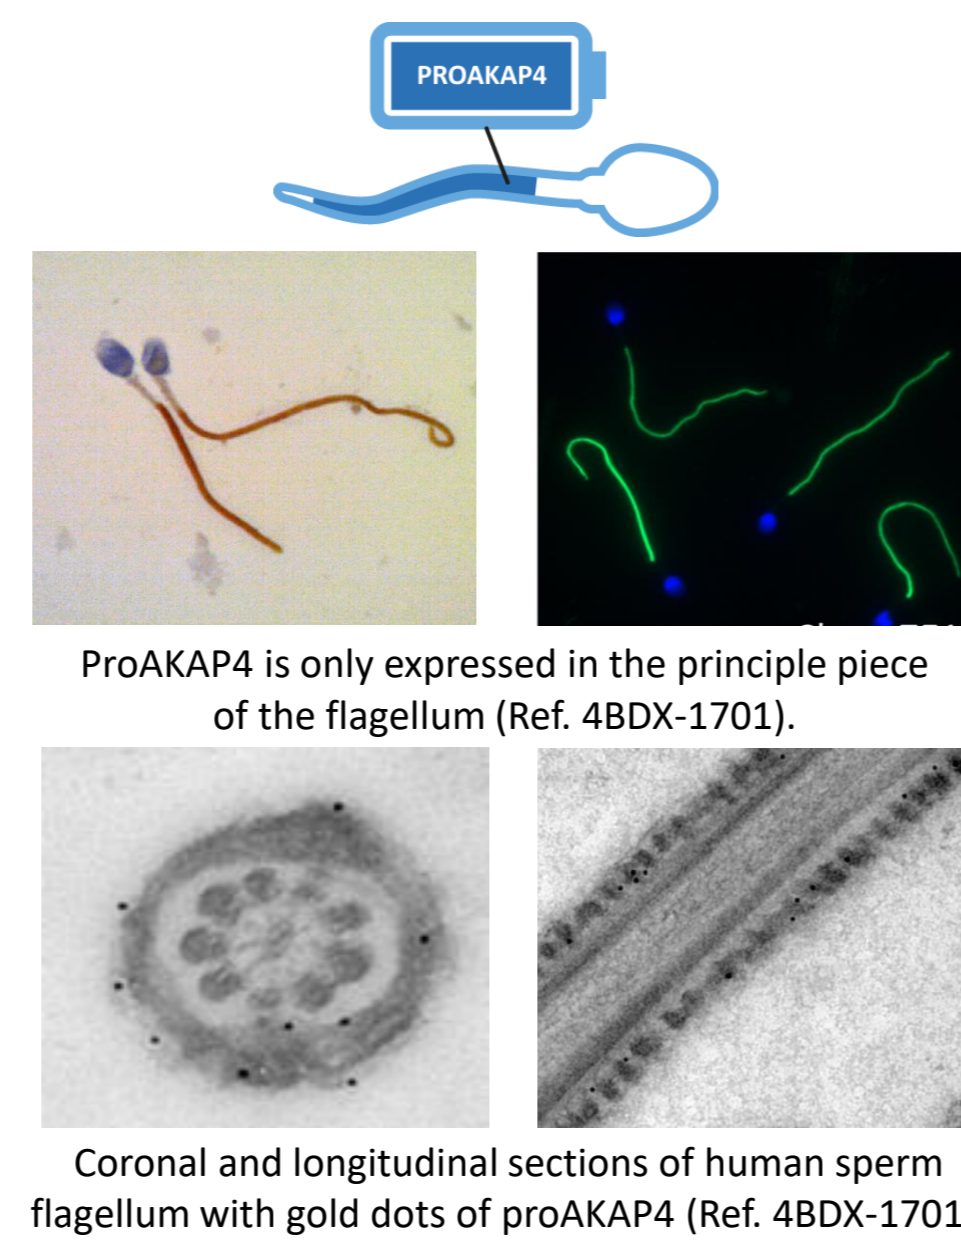 PROAKAP4
ProAKAP4 is only expressed in the principle piece
of the flagellum (Ref. 4BDX-1701).
Coronal and longitudinal sections of human sperm
flagellum with gold dots of proAKAP4 (Ref. 4BDX-1701